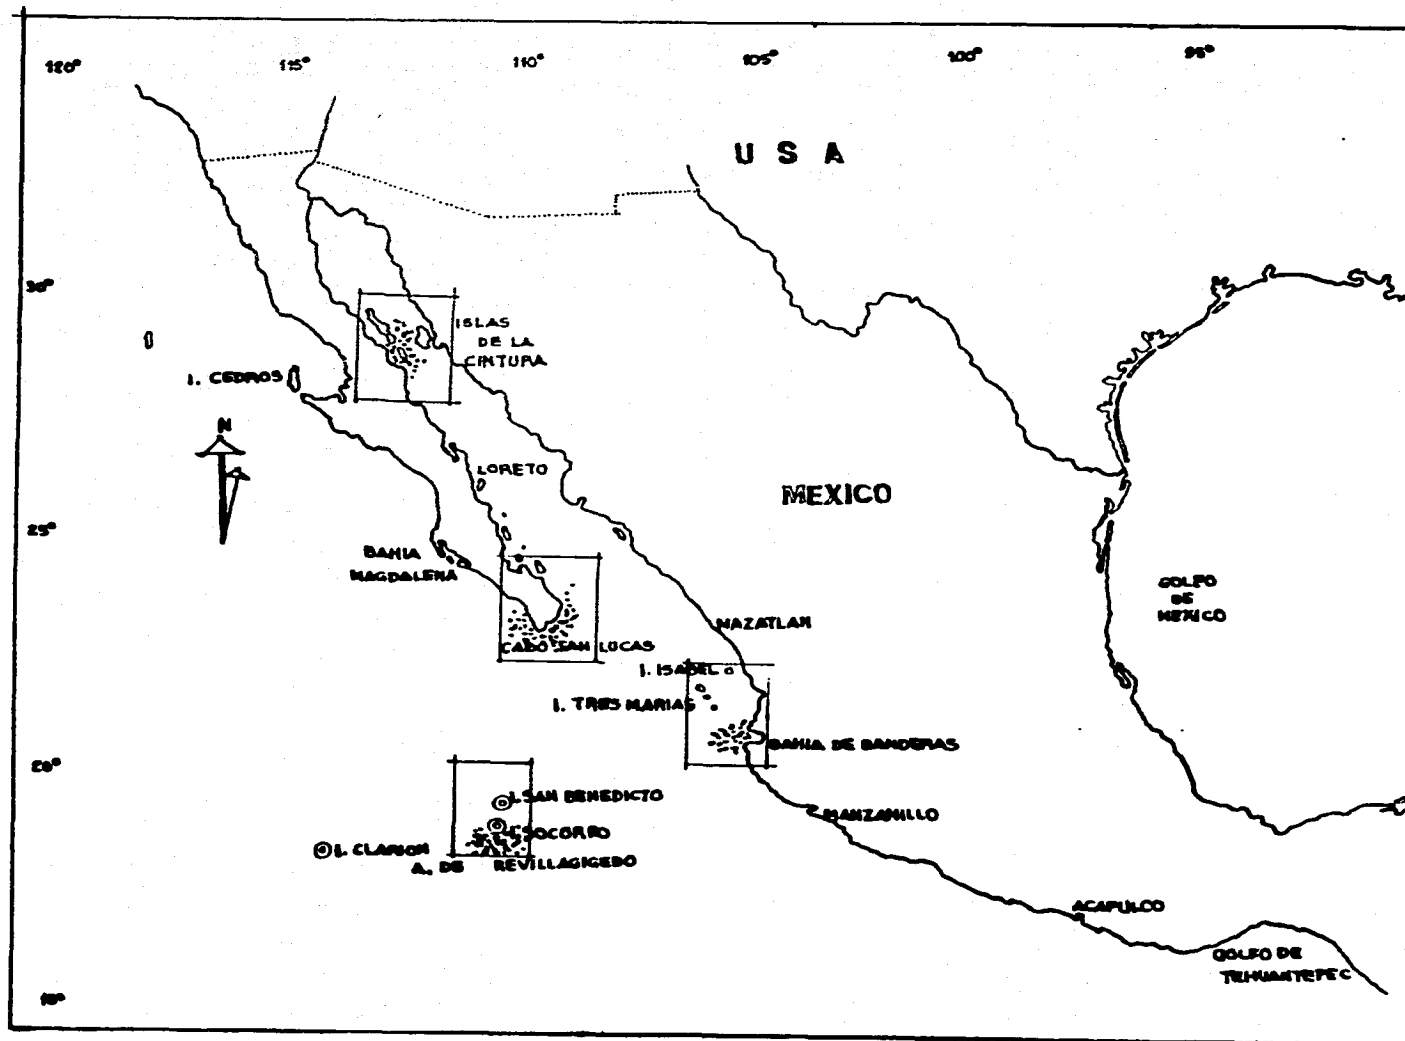 120° 115° 110° 105° 100° 95°
U S A
30°
ISLAS
DE LA
CINTURA
I. CEDROS
N
LORETO
MEXICO
25°
BAHIA
MAGDALENA
GOLFO
DE
MEXICO
MAZATLAN
CABO SAN LUCAS
I. ISABEL
I. TRES MARIAS
BAHIA DE BANDERAS
20°
I. SAN BENEDICTO
MANZANILLO
I. SOCORRO
I. CLARION
A. DE REVILLAGIGEDO
ACAPULCO
GOLFO DE
TEHUANTEPEC
15°